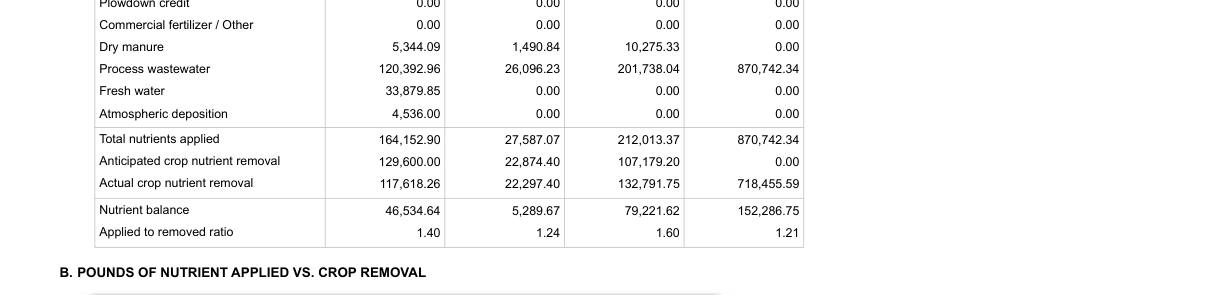 Plowdown credit 0.00 0.00 0.00 0.00
Commercial fertilizer / Other 0.00 0.00 0.00 0.00
Dry manure 5,344.09 1,490.84 10,275.33 0.00
Process wastewater 120,392.96 26,096.23 201,738.04 870,742.34
Fresh water 33,879.85 0.00 0.00 0.00
Atmospheric deposition 4,536.00 0.00 0.00 0.00
Total nutrients applied 164,152.90 27,587.07 212,013.37 870,742.34
Anticipated crop nutrient removal 129,600.00 22,874.40 107,179.20 0.00
Actual crop nutrient removal 117,618.26 22,297.40 132,791.75 718,455.59
Nutrient balance 46,534.64 5,289.67 79,221.62 152,286.75
Applied to removed ratio 1.40 1.24 1.60 1.21
B. POUNDS OF NUTRIENT APPLIED VS. CROP REMOVAL